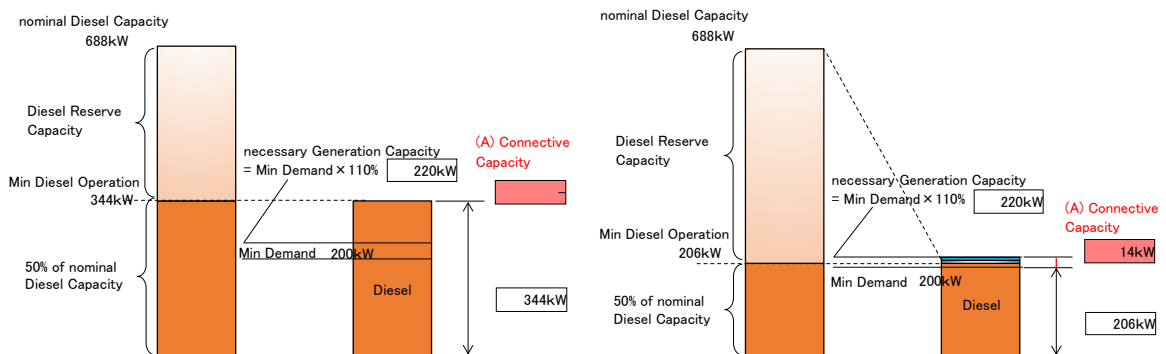 nominal Diesel Capacity
688kW
Diesel Reserve
Capacity
necessary Generation Capacity
= Min Demand×110%
220kW
(A) Connective
Capacity
–
Min Diesel Operation
344kW
Min Demand 200kW
50% of nominal
Diesel Capacity
Diesel
344kW
nominal Diesel Capacity
688kW
Diesel Reserve
Capacity
necessary Generation Capacity
= Min Demand×110%
220kW
(A) Connective
Capacity
14kW
Min Diesel Operation
206kW
Min Demand 200kW
50% of nominal
Diesel Capacity
Diesel
206kW